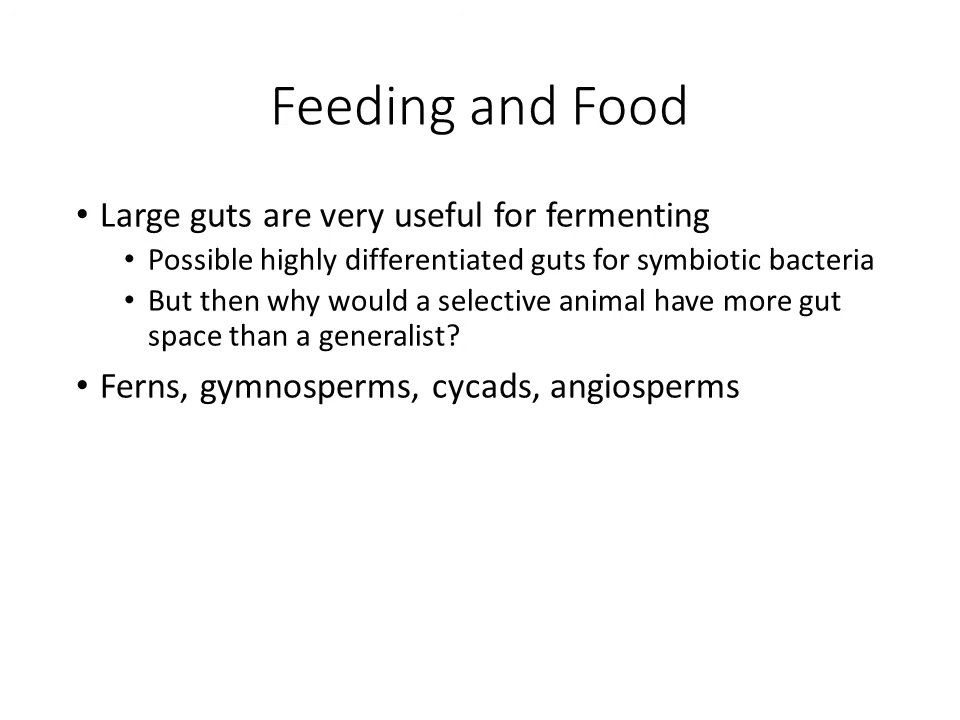 Feeding and Food
• Large guts are very useful for fermenting
• Possible highly differentiated guts for symbiotic bacteria
• But then why would a selective animal have more gut
space than a generalist?
• Ferns, gymnosperms, cycads, angiosperms